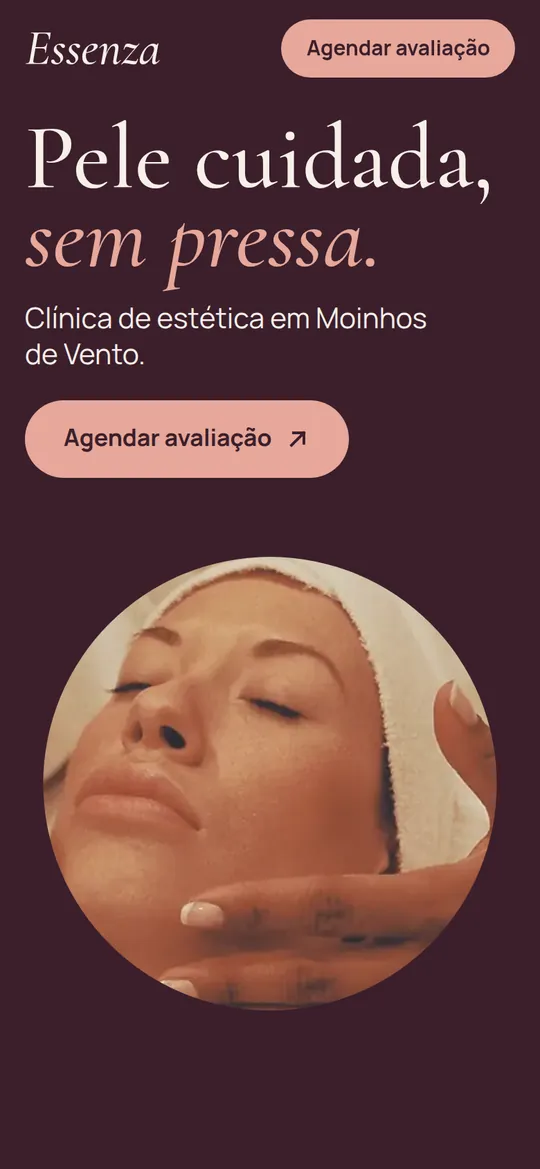 Essenza
Agendar avaliação
Pele cuidada,
sem pressa.
Clínica de estética em Moinhos
de Vento.
Agendar avaliação